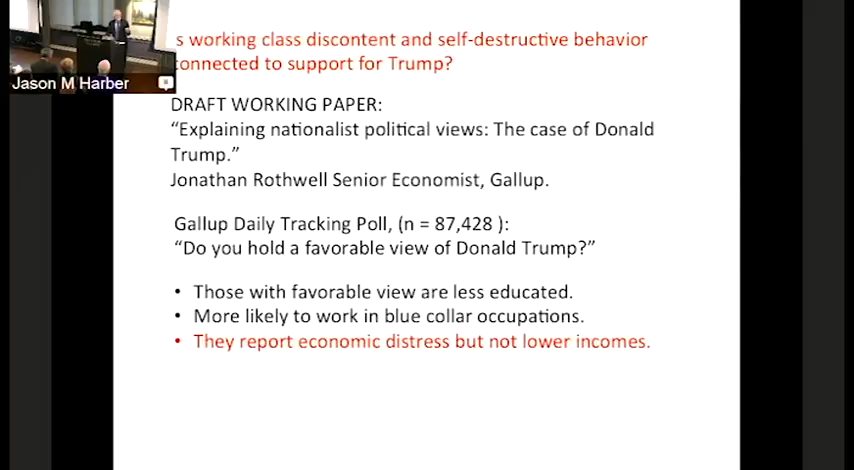 s working class discontent and self-destructive behavior
onnected to support for Trump?
Jason M Harber
DRAFT WORKING PAPER:
“Explaining nationalist political views: The case of Donald
Trump.”
Jonathan Rothwell Senior Economist, Gallup.
Gallup Daily Tracking Poll, (n = 87,428 ):
“Do you hold a favorable view of Donald Trump?”
• Those with favorable view are less educated.
• More likely to work in blue collar occupations.
• They report economic distress but not lower incomes.